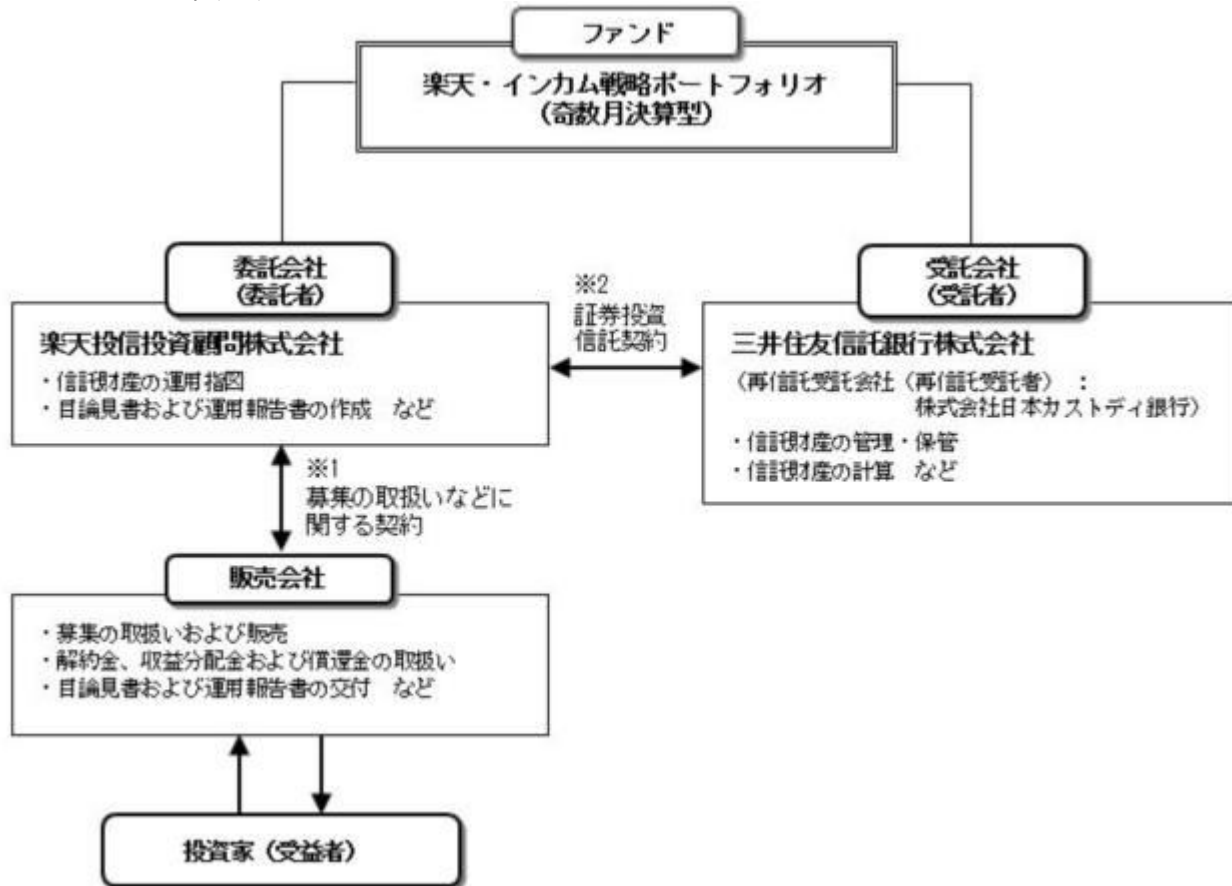 ファンド
楽天・インカム戦略ポートフォリオ
(奇数月決算型)
委託会社
(委託者)
楽天投信投資顧問株式会社
・信託財産の運用指図
・目論見書および運用報告書の作成 など
※2
証券投資
信託契約
受託会社
(受託者)
三井住友信託銀行株式会社
(再信託受託会社(再信託受託者) :
株式会社日本カストディ銀行)
・信託財産の管理・保管
・信託財産の計算 など
※1
募集の取扱いなどに
関する契約
販売会社
・募集の取扱いおよび販売
・解約金、収益分配金および償還金の取扱い
・目論見書および運用報告書の交付 など
投資家(受益者)